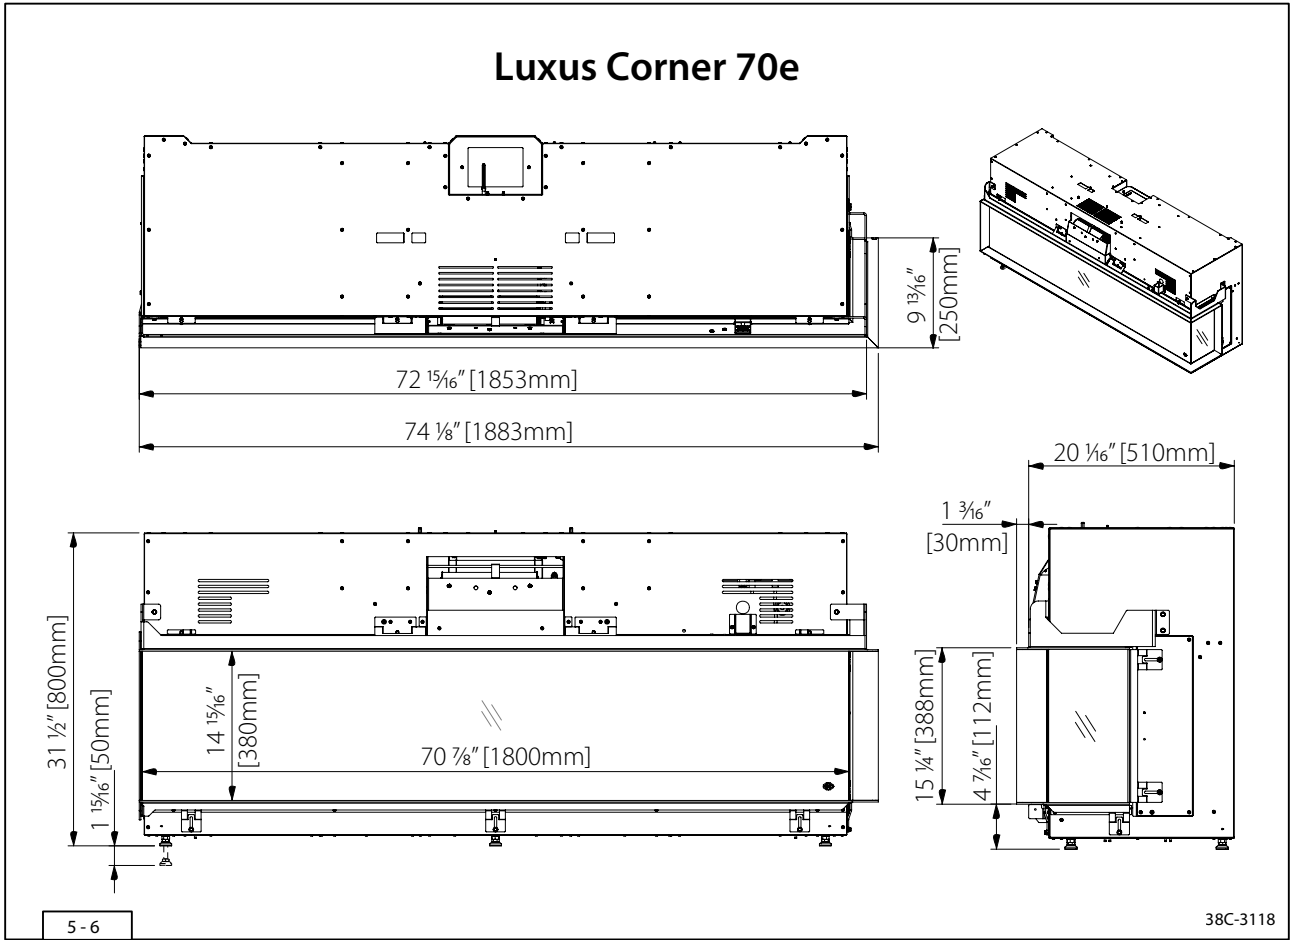 Luxus Corner 70e
9 13/16" [250mm]
72 15/16" [1853mm]
74 1/8" [1883mm]
20 1/16" [510mm]
1 3/16" [30mm]
31 1/2" [800mm]
1 15/16" [50mm]
14 15/16" [380mm]
70 7/8" [1800mm]
15 1/4" [388mm]
4 7/16" [112mm]
5 - 6
38C-3118